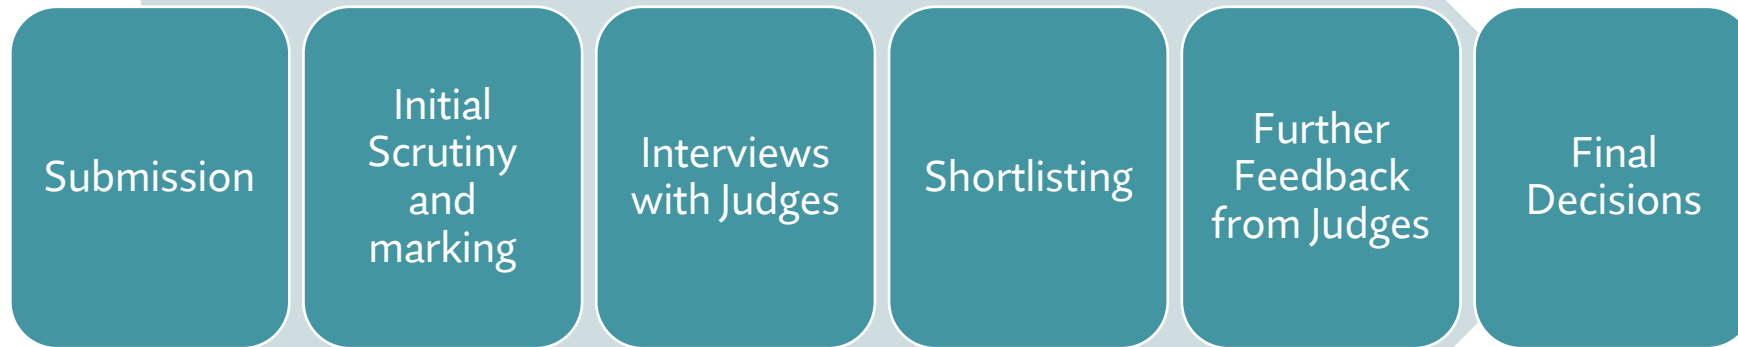 Submission
Initial
Scrutiny
and
marking
Interviews
with Judges
Shortlisting
Further
Feedback
from Judges
Final
Decisions